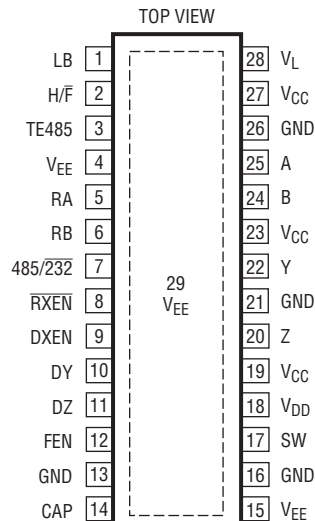 TOP VIEW
LB 1
H/F̅ 2
TE485 3
VEE 4
RA 5
RB 6
485/2̅3̅2̅ 7
R̅X̅E̅N̅ 8
DXEN 9
DY 10
DZ 11
FEN 12
GND 13
CAP 14
29
VEE
28 VL
27 VCC
26 GND
25 A
24 B
23 VCC
22 Y
21 GND
20 Z
19 VCC
18 VDD
17 SW
16 GND
15 VEE